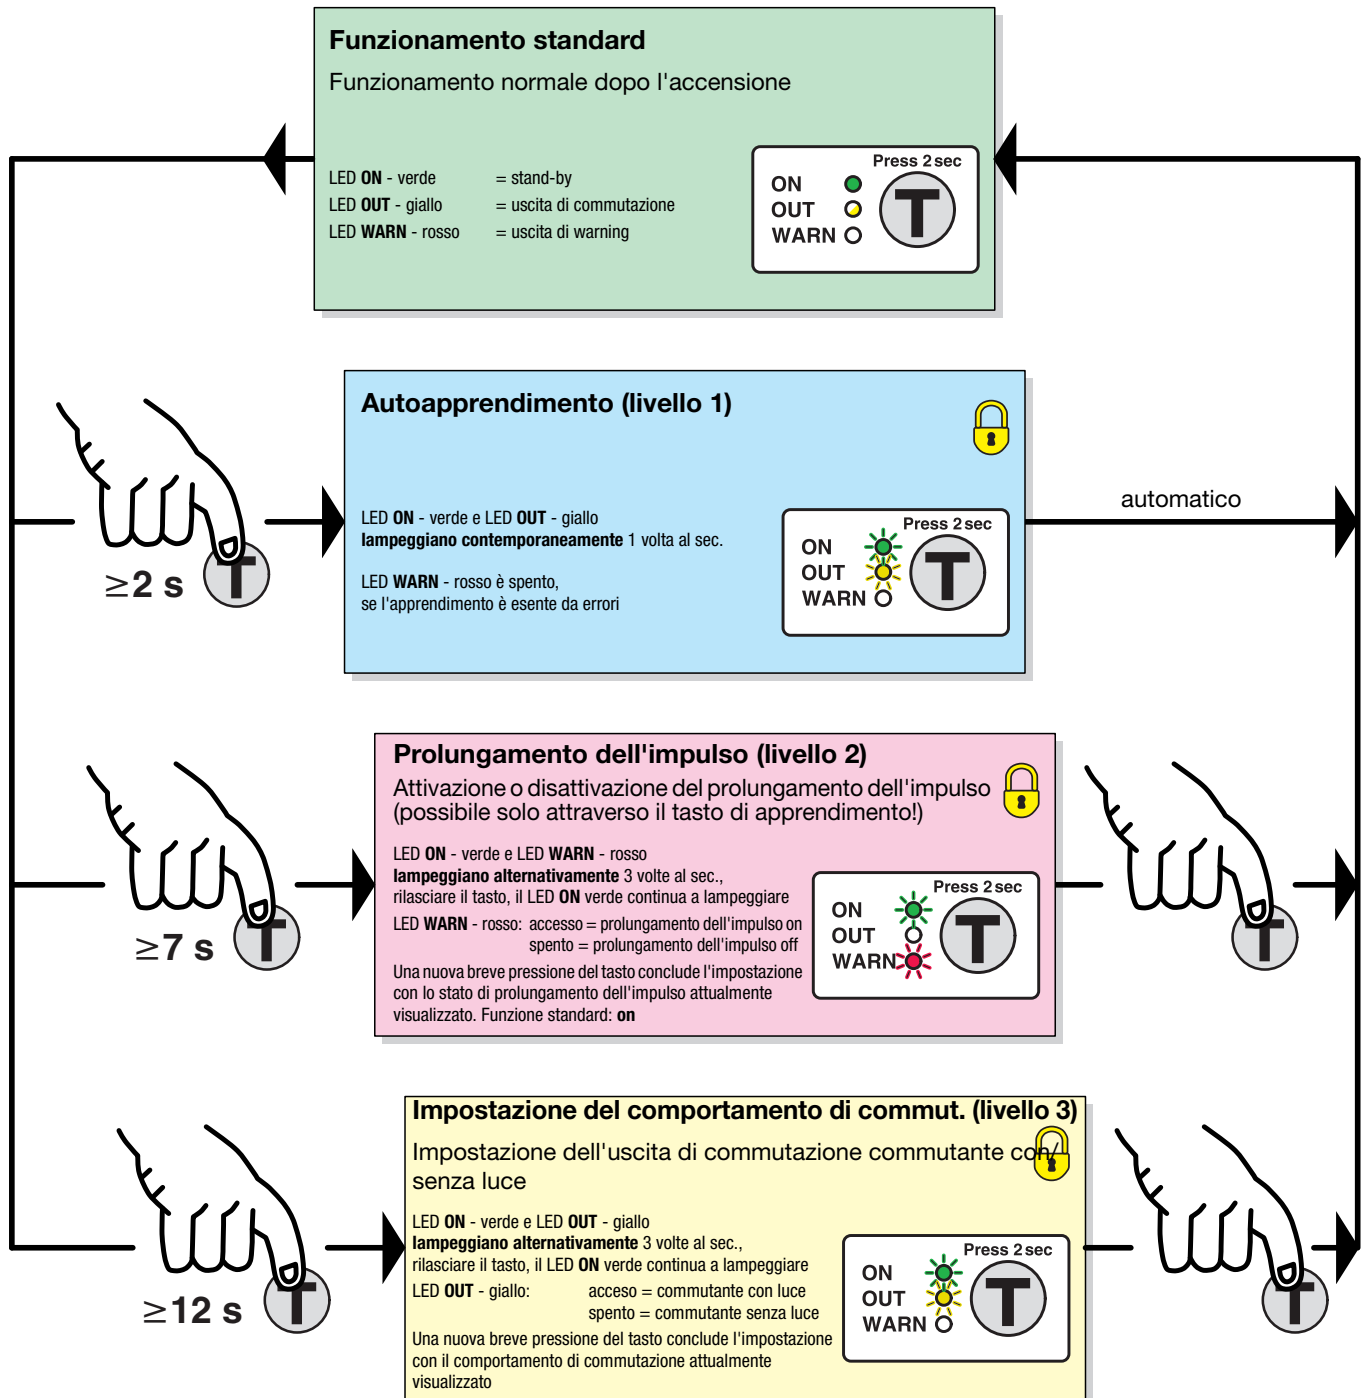 Funzionamento standard
Funzionamento normale dopo l'accensione
LED ON - verde = stand-by
LED OUT - giallo = uscita di commutazione
LED WARN - rosso = uscita di warning
Press 2 sec
ON
OUT
WARN
T
Autoapprendimento (livello 1)
LED ON - verde e LED OUT - giallo
lampeggiano contemporaneamente 1 volta al sec.
LED WARN - rosso è spento,
se l'apprendimento è esente da errori
Press 2 sec
ON
OUT
WARN
T
automatico
≥2 s
T
Prolungamento dell'impulso (livello 2)
Attivazione o disattivazione del prolungamento dell'impulso
(possibile solo attraverso il tasto di apprendimento!)
LED ON - verde e LED WARN - rosso
lampeggiano alternativamente 3 volte al sec.,
rilasciare il tasto, il LED ON verde continua a lampeggiare
LED WARN - rosso: accesso = prolungamento dell'impulso on
spento = prolungamento dell'impulso off
Una nuova breve pressione del tasto conclude l'impostazione
con lo stato di prolungamento dell'impulso attualmente
visualizzato. Funzione standard: on
Press 2 sec
ON
OUT
WARN
T
≥7 s
T
T
Impostazione del comportamento di commut. (livello 3)
Impostazione dell'uscita di commutazione commutante con/
senza luce
LED ON - verde e LED OUT - giallo
lampeggiano alternativamente 3 volte al sec.,
rilasciare il tasto, il LED ON verde continua a lampeggiare
LED OUT - giallo: acceso = commutante con luce
spento = commutante senza luce
Una nuova breve pressione del tasto conclude l'impostazione
con il comportamento di commutazione attualmente
visualizzato
Press 2 sec
ON
OUT
WARN
T
≥12 s
T
T